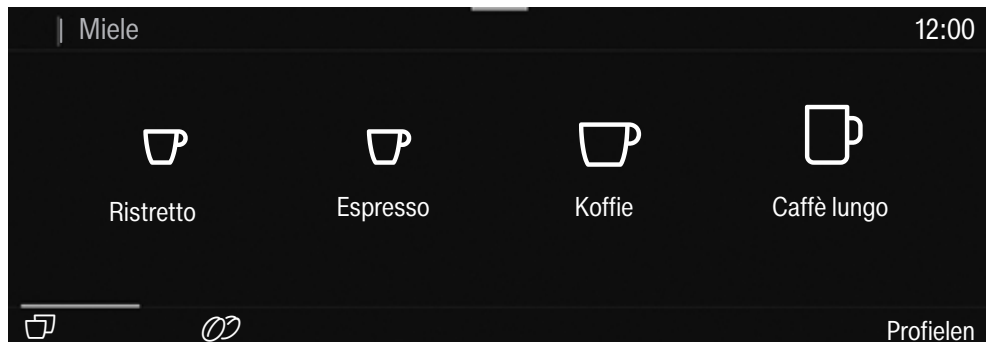 Miele
12:00
Ristretto
Espresso
Koffie
Caffè lungo
Profielen